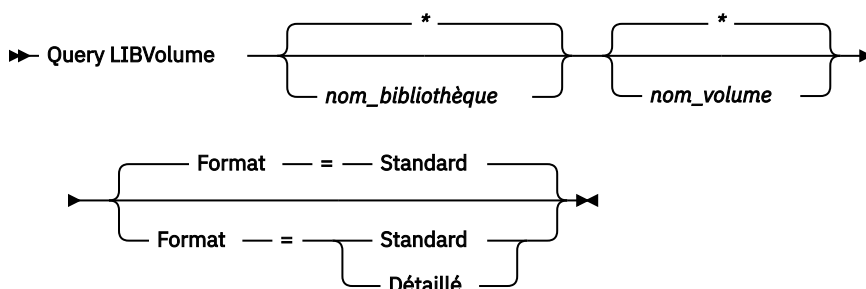 * *
Query LIBVolume
nom_bibliothèque nom_volume
Format = Standard
Format = Standard
Détaillé